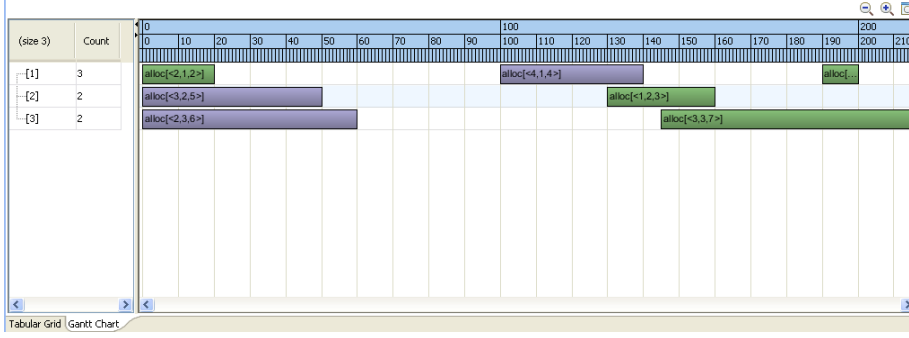 0 100 200
(size 3) Count 0 10 20 30 40 50 60 70 80 90 100 110 120 130 140 150 160 170 180 190 200 210
[1] 3 alloc[<2,1,2>] alloc[<4,1,4>] alloc[...
[2] 2 alloc[<3,2,5>] alloc[<1,2,3>]
[3] 2 alloc[<2,3,6>] alloc[<3,3,7>]
Tabular Grid Gantt Chart